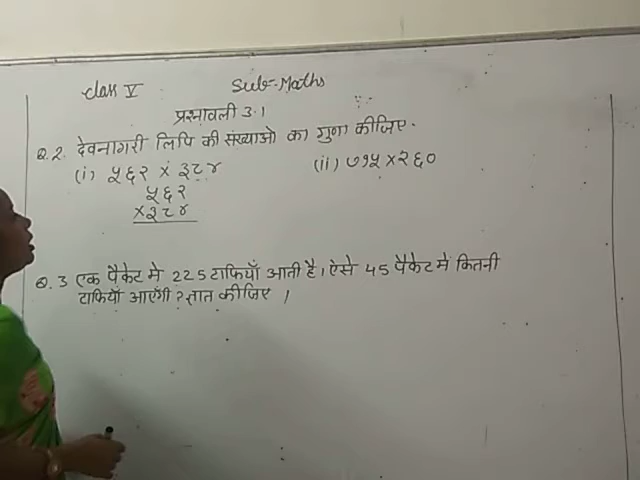 Class V Sub-Maths
प्रश्नावली 3.1
Q.2. देवनागरी लिपि की संख्याओ का गुणा कीजिए.
(i) ५६२ × ३८४ (ii) ७१५ × २६०
५६२
×३८४
Q.3 एक पैकेट मे 225 टाफियाँ आती है। ऐसे 45 पैकेट में कितनी
टाफियाँ आएंगी? ज्ञात कीजिए ।